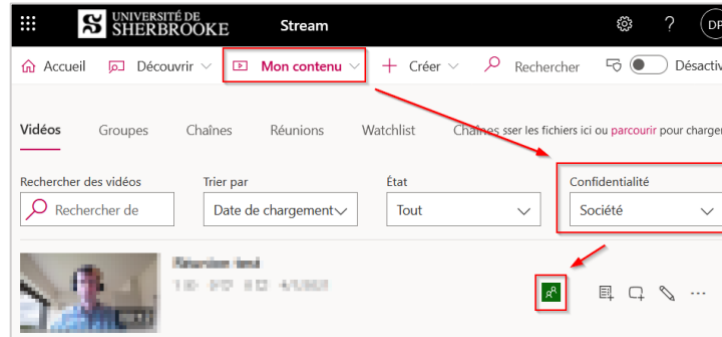 UNIVERSITÉ DE
SHERBROOKE
Stream
?
DP
Accueil
Découvrir
Mon contenu
Créer
Rechercher
Désactiv
Vidéos
Groupes
Chaînes
Réunions
Watchlist
Chaînes sser les fichiers ici ou parcourir pour charger
Rechercher des vidéos
Trier par
État
Confidentialité
Rechercher de
Date de chargement
Tout
Société